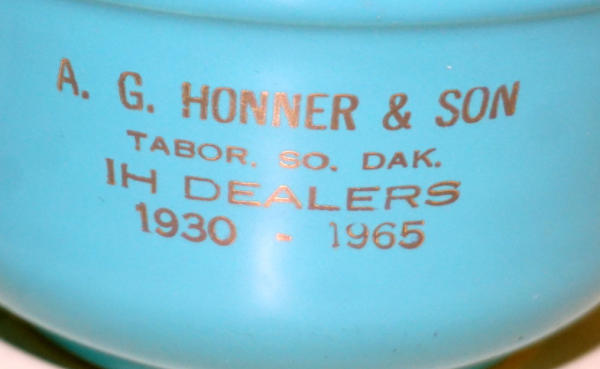 A. G. HONNER & SON
TABOR. SO. DAK.
IH DEALERS
1930 - 1965